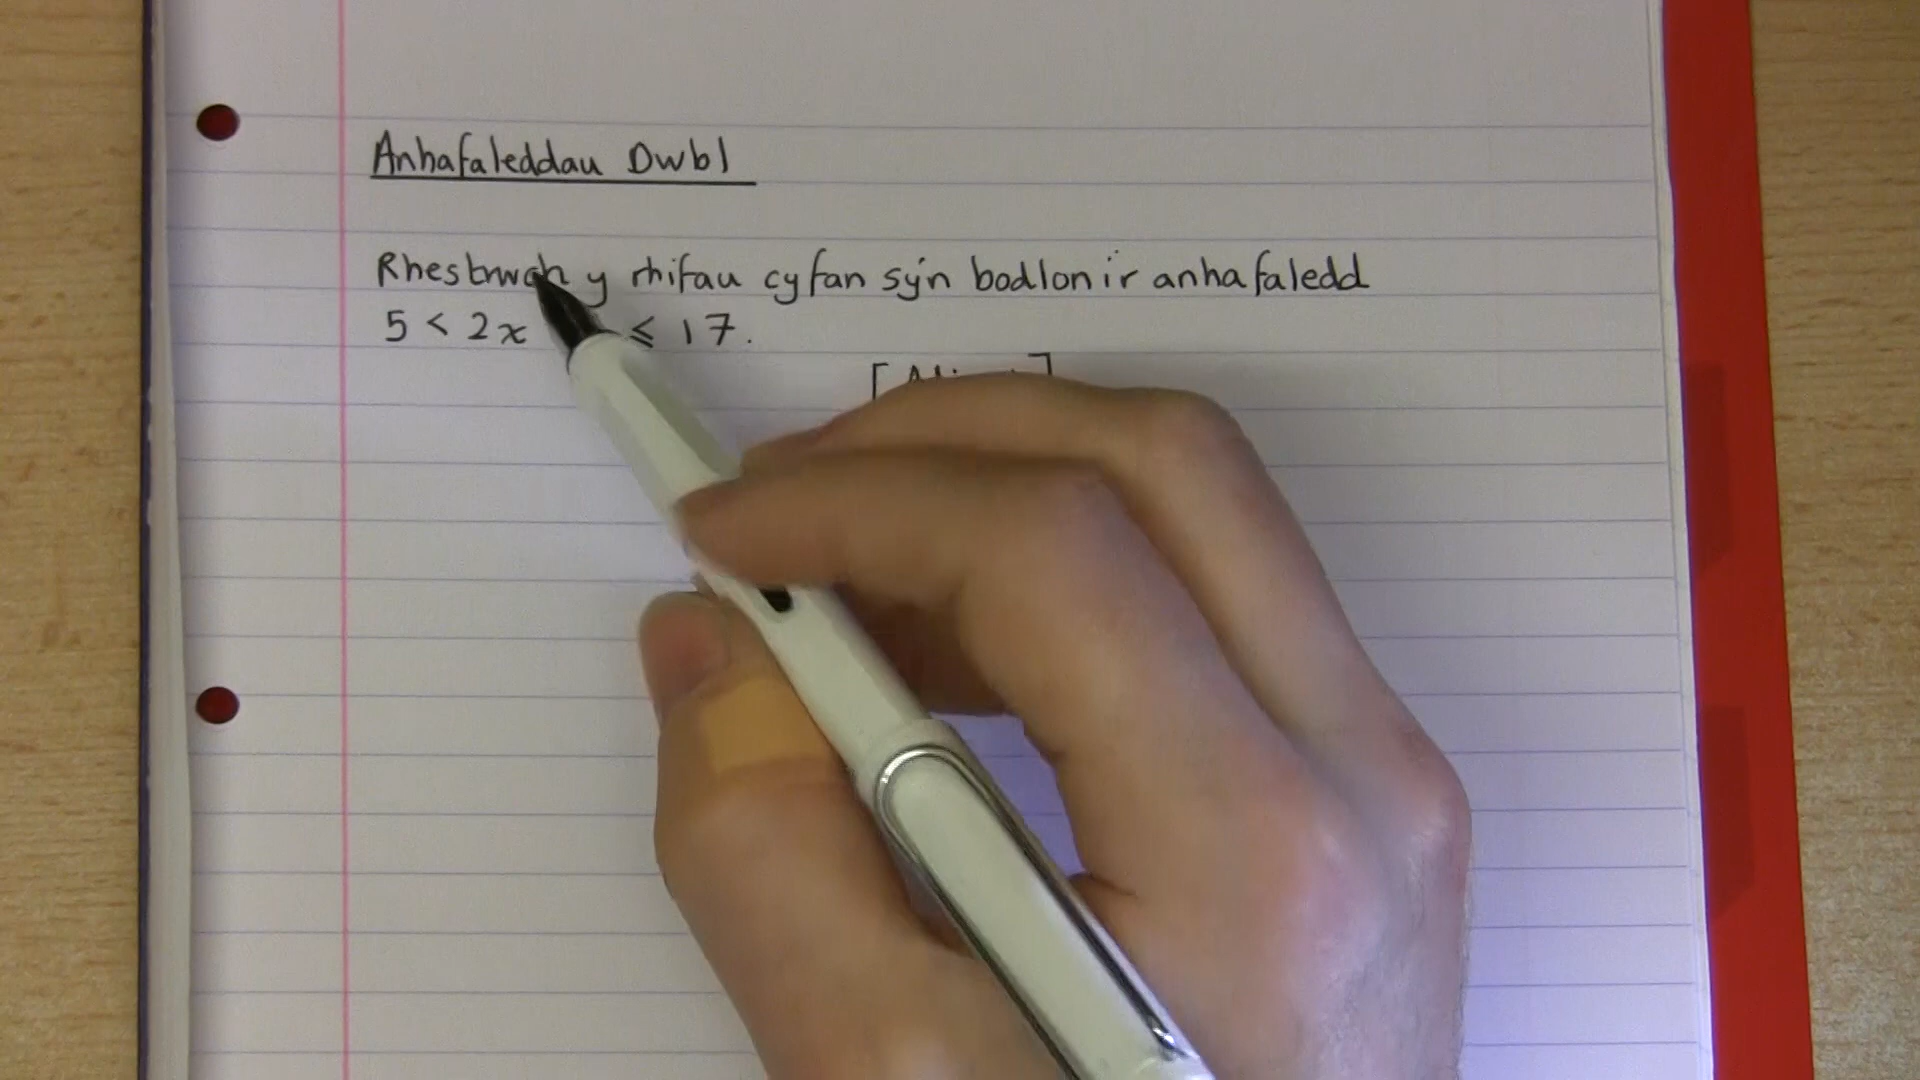 Anhafaleddau Dwbl
Rhestrwch y rhifau cyfan sy'n bodloni'r anhafaledd
5 < 2x ≤ 17.